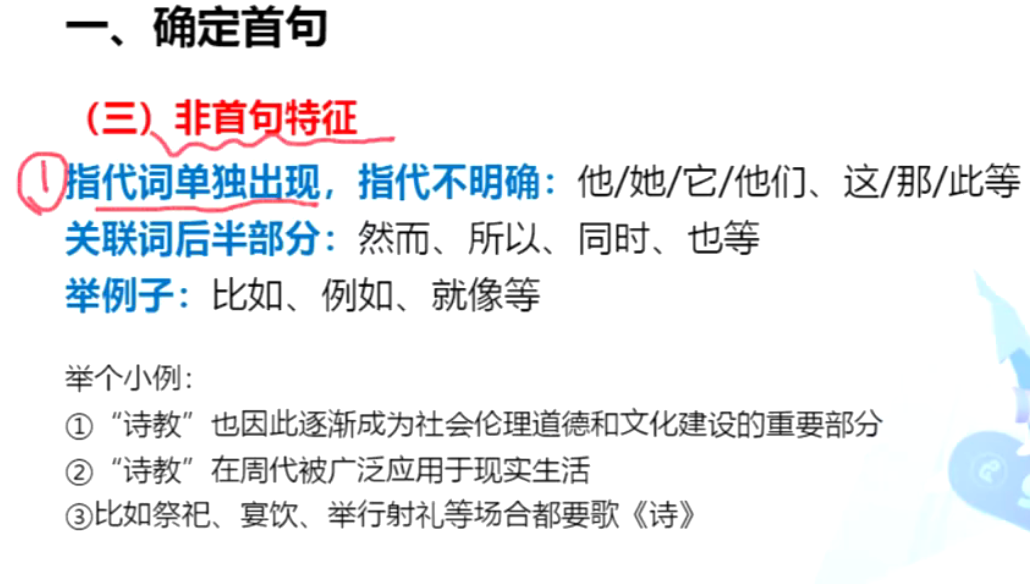 一、确定首句
（三）非首句特征
1 指代词单独出现，指代不明确：他/她/它/他们、这/那/此等
关联词后半部分：然而、所以、同时、也等
举例子：比如、例如、就像等
举个小例：
①“诗教”也因此逐渐成为社会伦理道德和文化建设的重要部分
②“诗教”在周代被广泛应用于现实生活
③比如祭祀、宴饮、举行射礼等场合都要歌《诗》